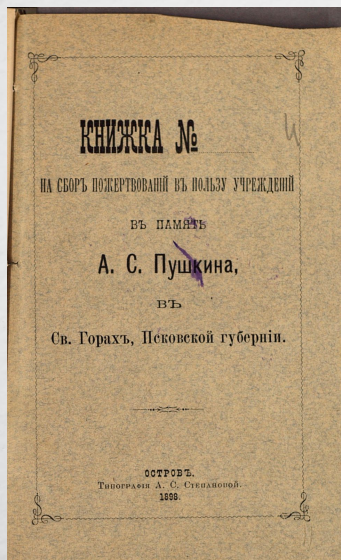 КНИЖКА №
НА СБОРЪ ПОЖЕРТВОВАНІЙ ВЪ ПОЛЬЗУ УЧРЕЖДЕНІЙ
ВЪ ПАМЯТЬ
А. С. Пушкина,
ВЪ
Св. Горахъ, Псковской губерніи.
ОСТРОВЪ.
Типографія А. С. Степановой.
1898.